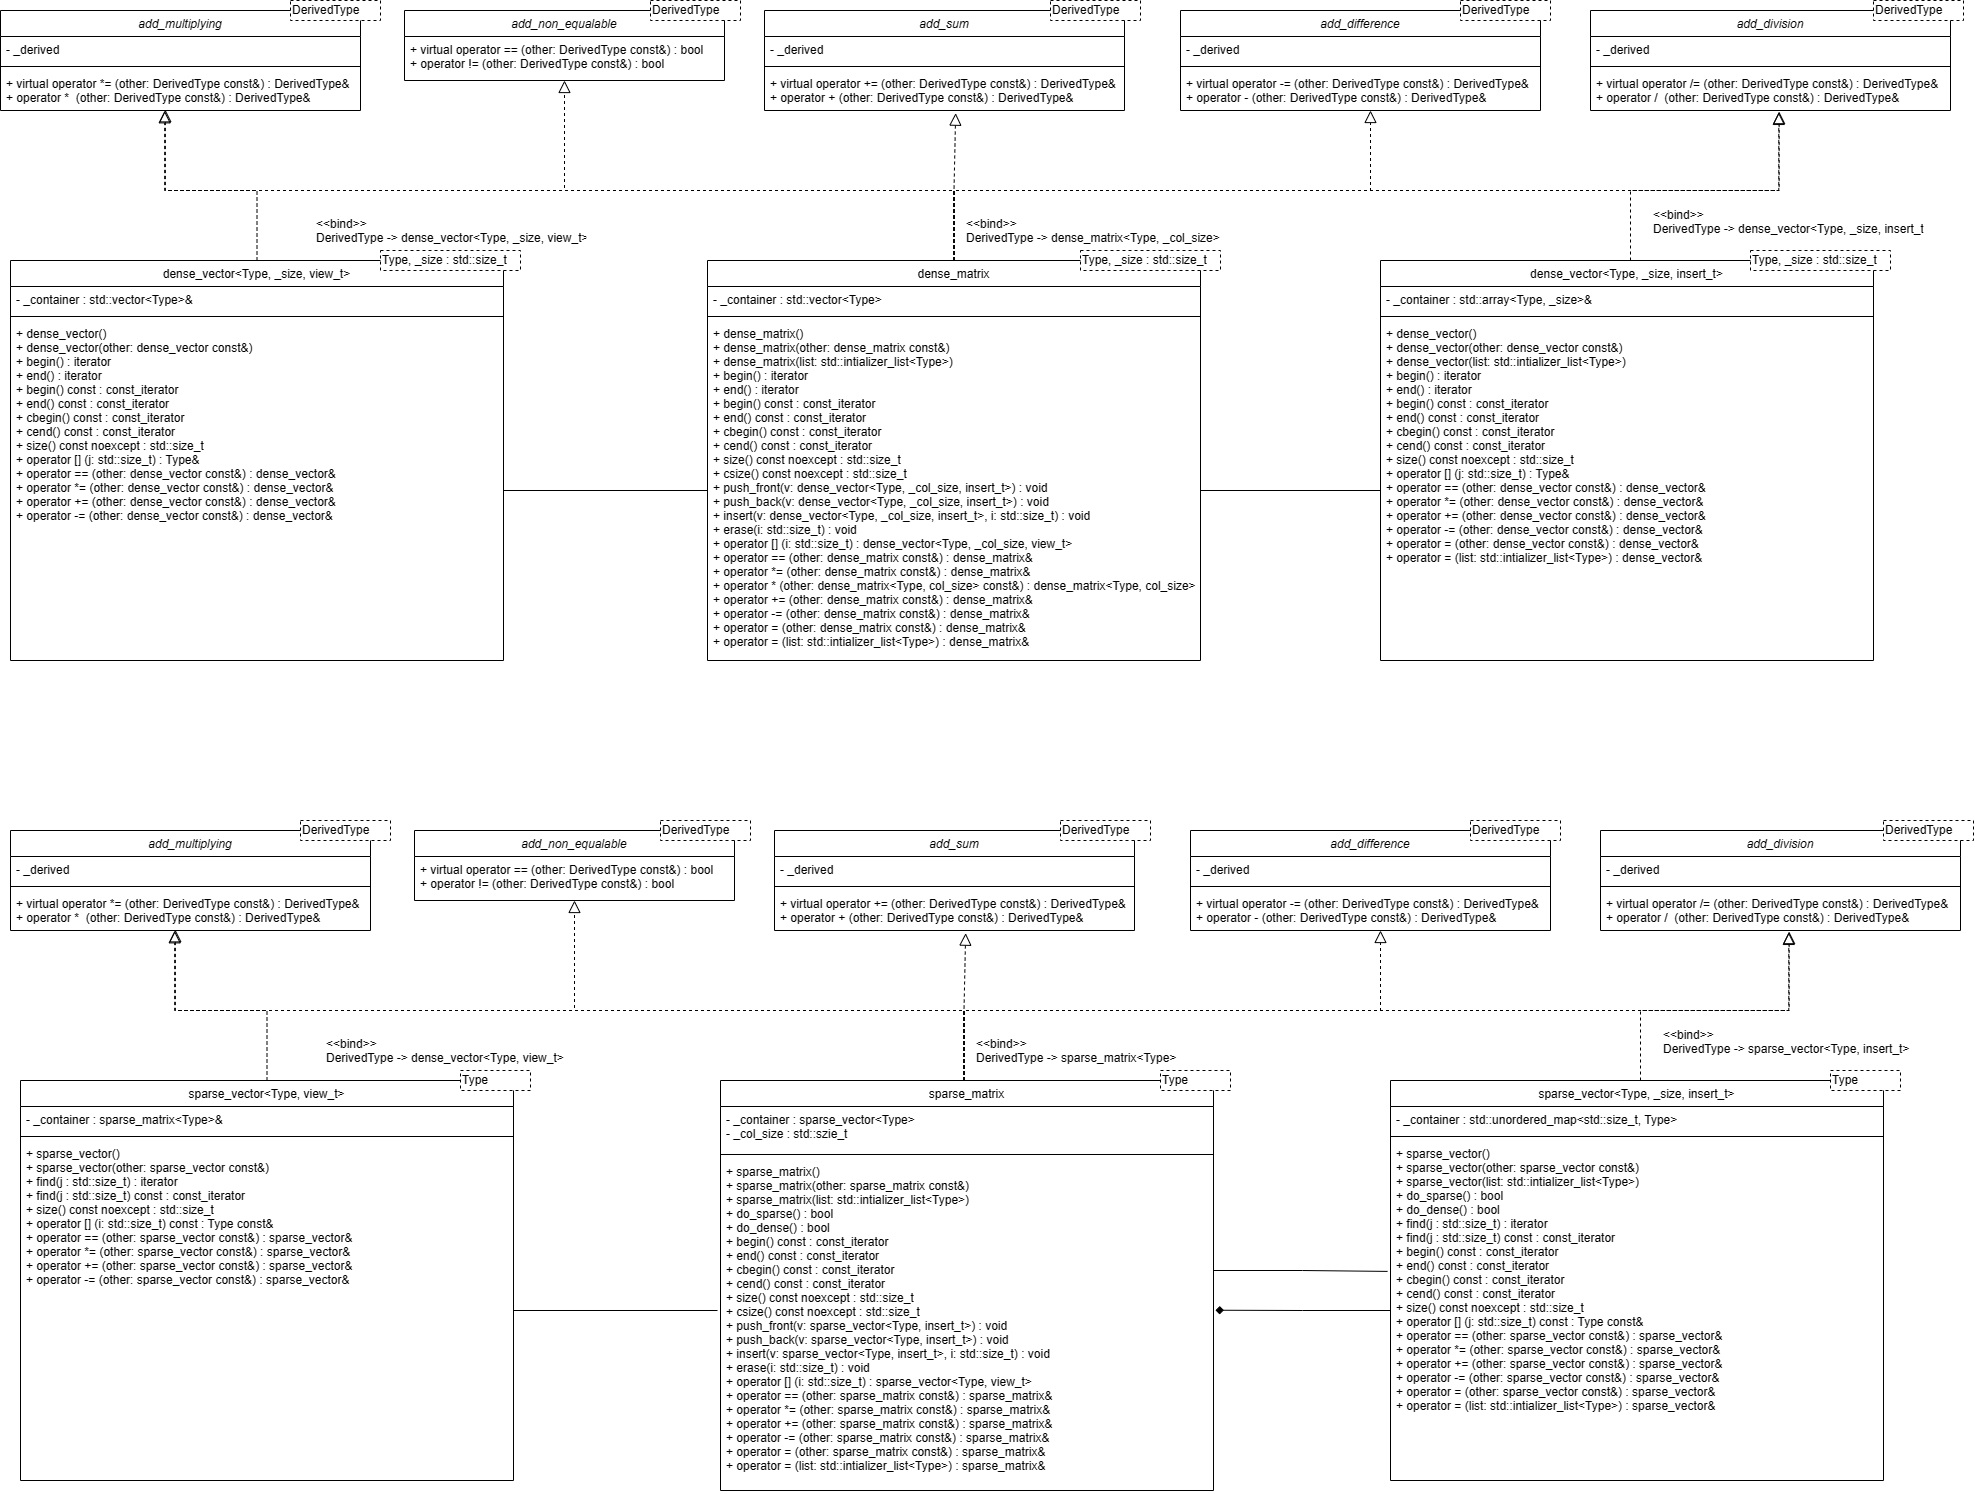 DerivedType
add_multiplying
- _derived
+ virtual operator *= (other: DerivedType const&) : DerivedType&
+ operator *  (other: DerivedType const&) : DerivedType&
DerivedType
add_non_equalable
+ virtual operator == (other: DerivedType const&) : bool
+ operator != (other: DerivedType const&) : bool
DerivedType
add_sum
- _derived
+ virtual operator += (other: DerivedType const&) : DerivedType&
+ operator + (other: DerivedType const&) : DerivedType&
DerivedType
add_difference
- _derived
+ virtual operator -= (other: DerivedType const&) : DerivedType&
+ operator - (other: DerivedType const&) : DerivedType&
DerivedType
add_division
- _derived
+ virtual operator /= (other: DerivedType const&) : DerivedType&
+ operator /  (other: DerivedType const&) : DerivedType&
<<bind>>
DerivedType -> dense_vector<Type, _size, view_t>
<<bind>>
DerivedType -> dense_matrix<Type, _col_size>
<<bind>>
DerivedType -> dense_vector<Type, _size, insert_t
Type, _size : std::size_t
dense_vector<Type, _size, view_t>
- _container : std::vector<Type>&
+ dense_vector()
+ dense_vector(other: dense_vector const&)
+ begin() : iterator
+ end() : iterator
+ begin() const : const_iterator
+ end() const : const_iterator
+ cbegin() const : const_iterator
+ cend() const : const_iterator
+ size() const noexcept : std::size_t
+ operator [] (j: std::size_t) : Type&
+ operator == (other: dense_vector const&) : dense_vector&
+ operator *= (other: dense_vector const&) : dense_vector&
+ operator += (other: dense_vector const&) : dense_vector&
+ operator -= (other: dense_vector const&) : dense_vector&
Type, _size : std::size_t
dense_matrix
- _container : std::vector<Type>
+ dense_matrix()
+ dense_matrix(other: dense_matrix const&)
+ dense_matrix(list: std::intializer_list<Type>)
+ begin() : iterator
+ end() : iterator
+ begin() const : const_iterator
+ end() const : const_iterator
+ cbegin() const : const_iterator
+ cend() const : const_iterator
+ size() const noexcept : std::size_t
+ csize() const noexcept : std::size_t
+ push_front(v: dense_vector<Type, _col_size, insert_t>) : void
+ push_back(v: dense_vector<Type, _col_size, insert_t>) : void
+ insert(v: dense_vector<Type, _col_size, insert_t>, i: std::size_t) : void
+ erase(i: std::size_t) : void
+ operator [] (i: std::size_t) : dense_vector<Type, _col_size, view_t>
+ operator == (other: dense_matrix const&) : dense_matrix&
+ operator *= (other: dense_matrix const&) : dense_matrix&
+ operator * (other: dense_matrix<Type, col_size> const&) : dense_matrix<Type, col_size>
+ operator += (other: dense_matrix const&) : dense_matrix&
+ operator -= (other: dense_matrix const&) : dense_matrix&
+ operator = (other: dense_matrix const&) : dense_matrix&
+ operator = (list: std::intializer_list<Type>) : dense_matrix&
Type, _size : std::size_t
dense_vector<Type, _size, insert_t>
- _container : std::array<Type, _size>&
+ dense_vector()
+ dense_vector(other: dense_vector const&)
+ dense_vector(list: std::intializer_list<Type>)
+ begin() : iterator
+ end() : iterator
+ begin() const : const_iterator
+ end() const : const_iterator
+ cbegin() const : const_iterator
+ cend() const : const_iterator
+ size() const noexcept : std::size_t
+ operator [] (j: std::size_t) : Type&
+ operator == (other: dense_vector const&) : dense_vector&
+ operator *= (other: dense_vector const&) : dense_vector&
+ operator += (other: dense_vector const&) : dense_vector&
+ operator -= (other: dense_vector const&) : dense_vector&
+ operator = (other: dense_vector const&) : dense_vector&
+ operator = (list: std::intializer_list<Type>) : dense_vector&
DerivedType
add_multiplying
- _derived
+ virtual operator *= (other: DerivedType const&) : DerivedType&
+ operator *  (other: DerivedType const&) : DerivedType&
DerivedType
add_non_equalable
+ virtual operator == (other: DerivedType const&) : bool
+ operator != (other: DerivedType const&) : bool
DerivedType
add_sum
- _derived
+ virtual operator += (other: DerivedType const&) : DerivedType&
+ operator + (other: DerivedType const&) : DerivedType&
DerivedType
add_difference
- _derived
+ virtual operator -= (other: DerivedType const&) : DerivedType&
+ operator - (other: DerivedType const&) : DerivedType&
DerivedType
add_division
- _derived
+ virtual operator /= (other: DerivedType const&) : DerivedType&
+ operator /  (other: DerivedType const&) : DerivedType&
<<bind>>
DerivedType -> dense_vector<Type, view_t>
<<bind>>
DerivedType -> sparse_matrix<Type>
<<bind>>
DerivedType -> sparse_vector<Type, insert_t>
Type
sparse_vector<Type, view_t>
- _container : sparse_matrix<Type>&
+ sparse_vector()
+ sparse_vector(other: sparse_vector const&)
+ find(j : std::size_t) : iterator
+ find(j : std::size_t) const : const_iterator
+ size() const noexcept : std::size_t
+ operator [] (i: std::size_t) const : Type const&
+ operator == (other: sparse_vector const&) : sparse_vector&
+ operator *= (other: sparse_vector const&) : sparse_vector&
+ operator += (other: sparse_vector const&) : sparse_vector&
+ operator -= (other: sparse_vector const&) : sparse_vector&
Type
sparse_matrix
- _container : sparse_vector<Type>
- _col_size : std::szie_t
+ sparse_matrix()
+ sparse_matrix(other: sparse_matrix const&)
+ sparse_matrix(list: std::intializer_list<Type>)
+ do_sparse() : bool
+ do_dense() : bool
+ begin() const : const_iterator
+ end() const : const_iterator
+ cbegin() const : const_iterator
+ cend() const : const_iterator
+ size() const noexcept : std::size_t
+ csize() const noexcept : std::size_t
+ push_front(v: sparse_vector<Type, insert_t>) : void
+ push_back(v: sparse_vector<Type, insert_t>) : void
+ insert(v: sparse_vector<Type, insert_t>, i: std::size_t) : void
+ erase(i: std::size_t) : void
+ operator [] (i: std::size_t) : sparse_vector<Type, view_t>
+ operator == (other: sparse_matrix const&) : sparse_matrix&
+ operator *= (other: sparse_matrix const&) : sparse_matrix&
+ operator += (other: sparse_matrix const&) : sparse_matrix&
+ operator -= (other: sparse_matrix const&) : sparse_matrix&
+ operator = (other: sparse_matrix const&) : sparse_matrix&
+ operator = (list: std::intializer_list<Type>) : sparse_matrix&
Type
sparse_vector<Type, _size, insert_t>
- _container : std::unordered_map<std::size_t, Type>
+ sparse_vector()
+ sparse_vector(other: sparse_vector const&)
+ sparse_vector(list: std::intializer_list<Type>)
+ do_sparse() : bool
+ do_dense() : bool
+ find(j : std::size_t) : iterator
+ find(j : std::size_t) const : const_iterator
+ begin() const : const_iterator
+ end() const : const_iterator
+ cbegin() const : const_iterator
+ cend() const : const_iterator
+ size() const noexcept : std::size_t
+ operator [] (j: std::size_t) const : Type const&
+ operator == (other: sparse_vector const&) : sparse_vector&
+ operator *= (other: sparse_vector const&) : sparse_vector&
+ operator += (other: sparse_vector const&) : sparse_vector&
+ operator -= (other: sparse_vector const&) : sparse_vector&
+ operator = (other: sparse_vector const&) : sparse_vector&
+ operator = (list: std::intializer_list<Type>) : sparse_vector&